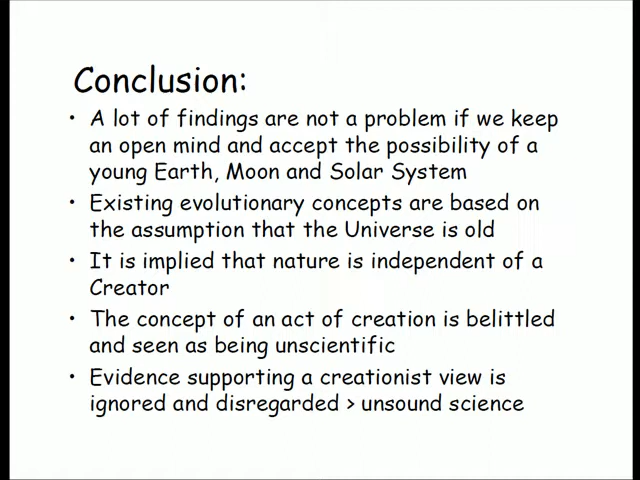 Conclusion:
• A lot of findings are not a problem if we keep
an open mind and accept the possibility of a
young Earth, Moon and Solar System
• Existing evolutionary concepts are based on
the assumption that the Universe is old
• It is implied that nature is independent of a
Creator
• The concept of an act of creation is belittled
and seen as being unscientific
• Evidence supporting a creationist view is
ignored and disregarded > unsound science